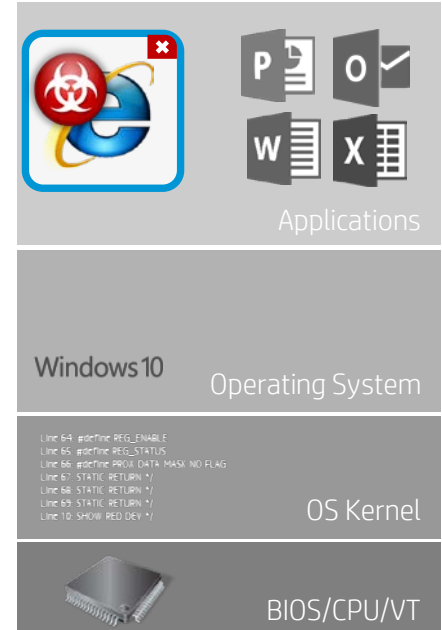 P
O
W
X
Applications
Windows 10
Operating System
Line 64: #define REG_ENABLE
Line 65: #define REG_STATUS
Line 66: #define PROX DATA MASK NO FLAG
Line 67: STATIC RETURN */
Line 68: STATIC RETURN */
Line 69: STATIC RETURN */
Line 10: SHOW RED DEV */
OS Kernel
BIOS/CPU/VT